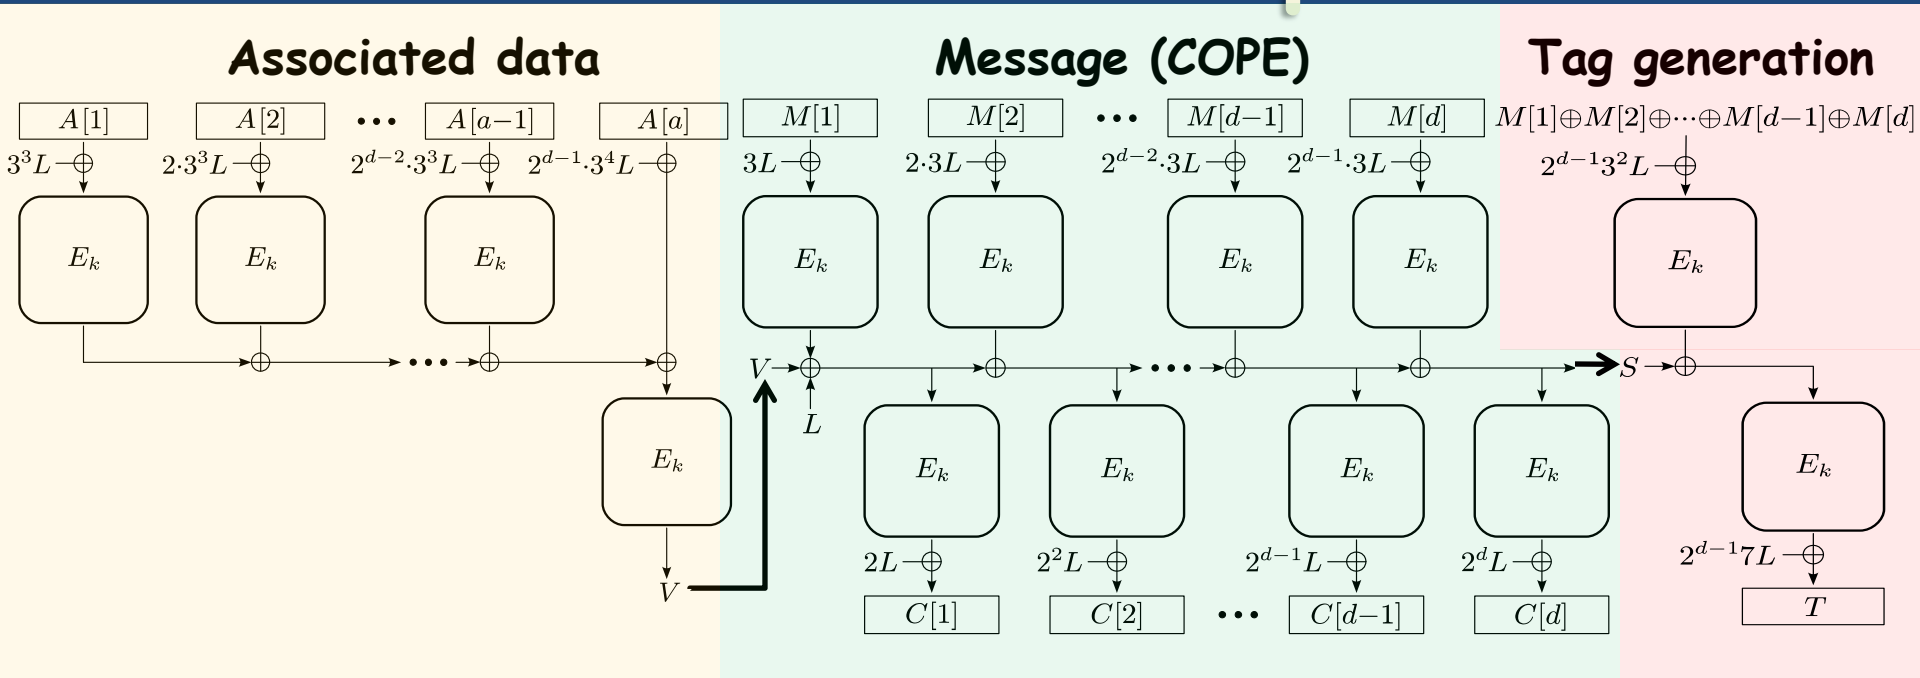 Associated data
Message (COPE)
Tag generation
A[1] A[2] ••• A[a−1] A[a]
M[1] M[2] ••• M[d−1] M[d]
M[1]⊕M[2]⊕···⊕M[d−1]⊕M[d]
3³L 2·3³L 2^{d−2}·3³L 2^{d−1}·3⁴L
3L 2·3L 2^{d−2}·3L 2^{d−1}·3L
2^{d−1}3²L
E_k E_k E_k
E_k E_k E_k E_k
E_k
•••
V ••• S
L
E_k
E_k E_k E_k E_k
E_k
2L 2²L 2^{d−1}L 2^dL
2^{d−1}7L
V
C[1] C[2] ••• C[d−1] C[d]
T